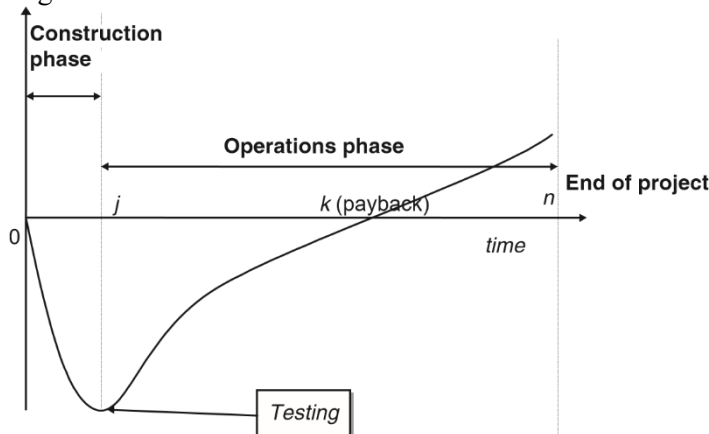 Construction
phase
Operations phase
End of project
j
k (payback)
n
0
time
Testing